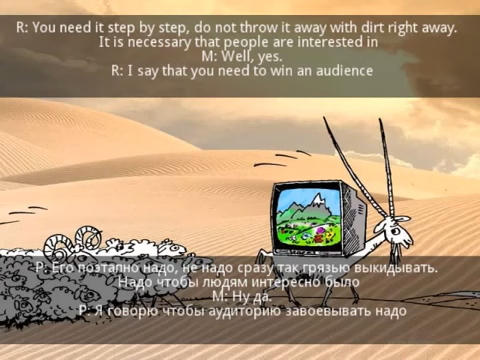 R: You need it step by step, do not throw it away with dirt right away.
It is necessary that people are interested in
M: Well, yes.
R: I say that you need to win an audience
Р: Его поэтапно надо, не надо сразу так грязью выкидывать.
Надо чтобы людям интересно было
М: Ну да.
Р: Я говорю чтобы аудиторию завоевывать надо